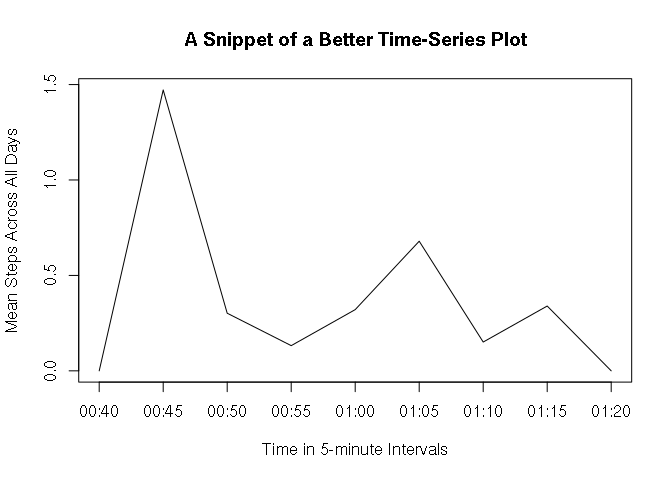 A Snippet of a Better Time-Series Plot
Mean Steps Across All Days
1.5
1.0
0.5
0.0
00:40 00:45 00:50 00:55 01:00 01:05 01:10 01:15 01:20
Time in 5-minute Intervals